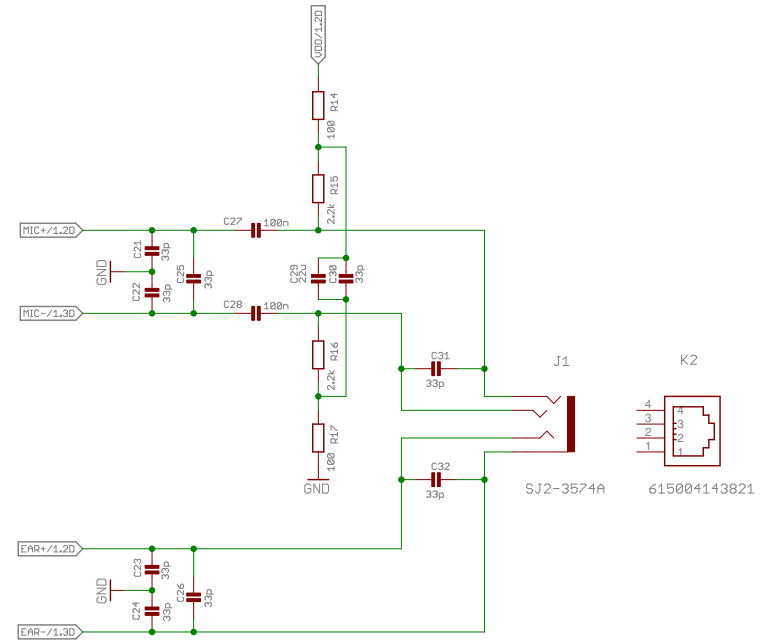 VDD/1.2D
R14
100
R15
2.2k
MIC+/1.2D
C27
100n
C21
33p
GND
C25
33p
C22
33p
C29
22u
C30
33p
MIC-/1.3D
C28
100n
R16
2.2k
C31
33p
J1
K2
R17
100
GND
4
3
2
1
4
3
2
1
C32
33p
SJ2-3574A
615004143821
EAR+/1.2D
C23
33p
GND
C26
33p
C24
33p
EAR-/1.3D